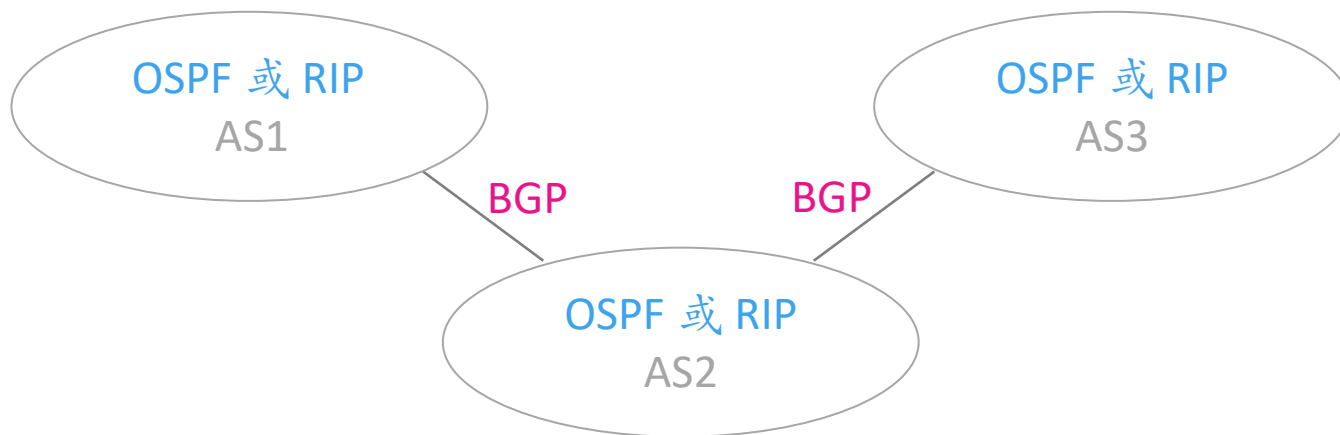 OSPF 或 RIP
AS1
OSPF 或 RIP
AS3
BGP
BGP
OSPF 或 RIP
AS2